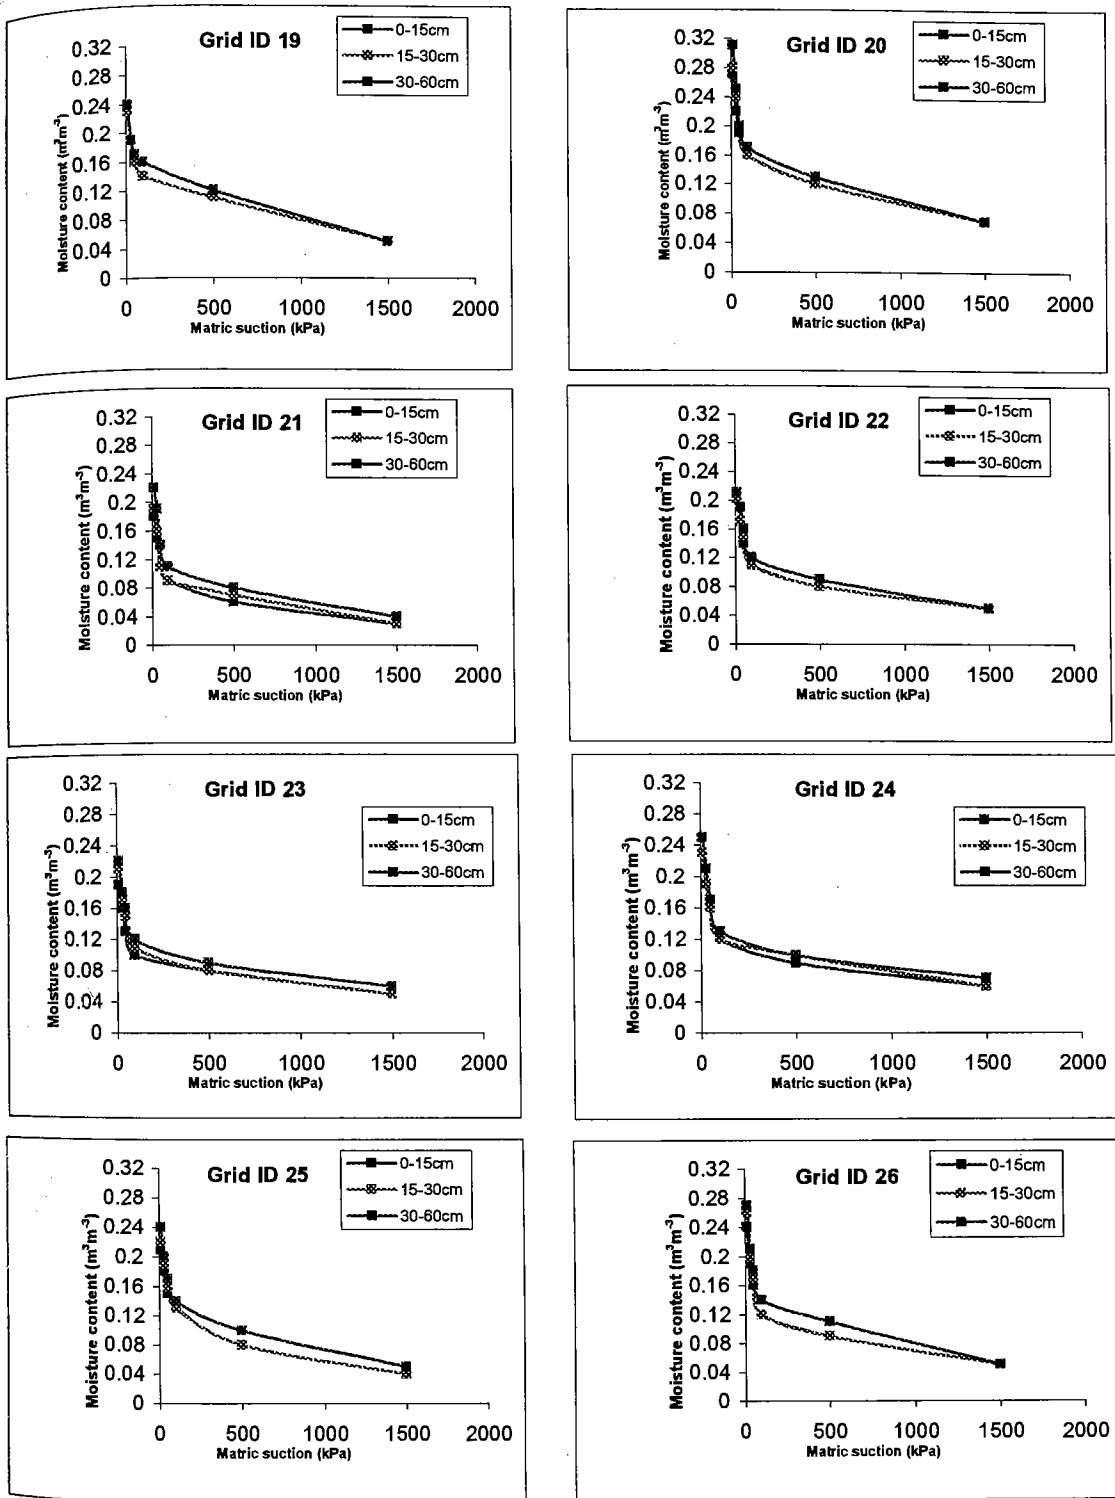 Grid ID 19
0-15cm
15-30cm
30-60cm
Moisture content (m³m⁻³)
0.32
0.28
0.24
0.2
0.16
0.12
0.08
0.04
0
0 500 1000 1500 2000
Matric suction (kPa)
Grid ID 20
0-15cm
15-30cm
30-60cm
Moisture content (m³m⁻³)
0.32
0.28
0.24
0.2
0.16
0.12
0.08
0.04
0
0 500 1000 1500 2000
Matric suction (kPa)
Grid ID 21
0-15cm
15-30cm
30-60cm
Moisture content (m³m⁻³)
0.32
0.28
0.24
0.2
0.16
0.12
0.08
0.04
0
0 500 1000 1500 2000
Matric suction (kPa)
Grid ID 22
0-15cm
15-30cm
30-60cm
Moisture content (m³m⁻³)
0.32
0.28
0.24
0.2
0.16
0.12
0.08
0.04
0
0 500 1000 1500 2000
Matric suction (kPa)
Grid ID 23
0-15cm
15-30cm
30-60cm
Moisture content (m³m⁻³)
0.32
0.28
0.24
0.2
0.16
0.12
0.08
0.04
0
0 500 1000 1500 2000
Matric suction (kPa)
Grid ID 24
0-15cm
15-30cm
30-60cm
Moisture content (m³m⁻³)
0.32
0.28
0.24
0.2
0.16
0.12
0.08
0.04
0
0 500 1000 1500 2000
Matric suction (kPa)
Grid ID 25
0-15cm
15-30cm
30-60cm
Moisture content (m³m⁻³)
0.32
0.28
0.24
0.2
0.16
0.12
0.08
0.04
0
0 500 1000 1500 2000
Matric suction (kPa)
Grid ID 26
0-15cm
15-30cm
30-60cm
Moisture content (m³m⁻³)
0.32
0.28
0.24
0.2
0.16
0.12
0.08
0.04
0
0 500 1000 1500 2000
Matric suction (kPa)